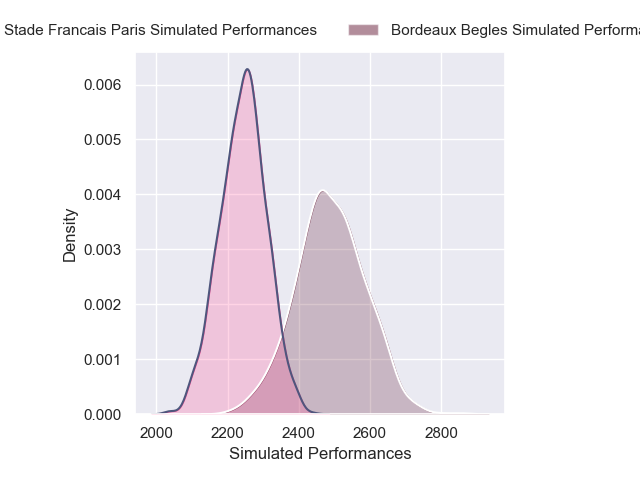 Stade Francais Paris Simulated Performances Bordeaux Begles Simulated
0.006
0.005
0.004
0.003
0.002
0.001
0.000
Density
2000 2200 2400 2600 2800
Simulated Performances